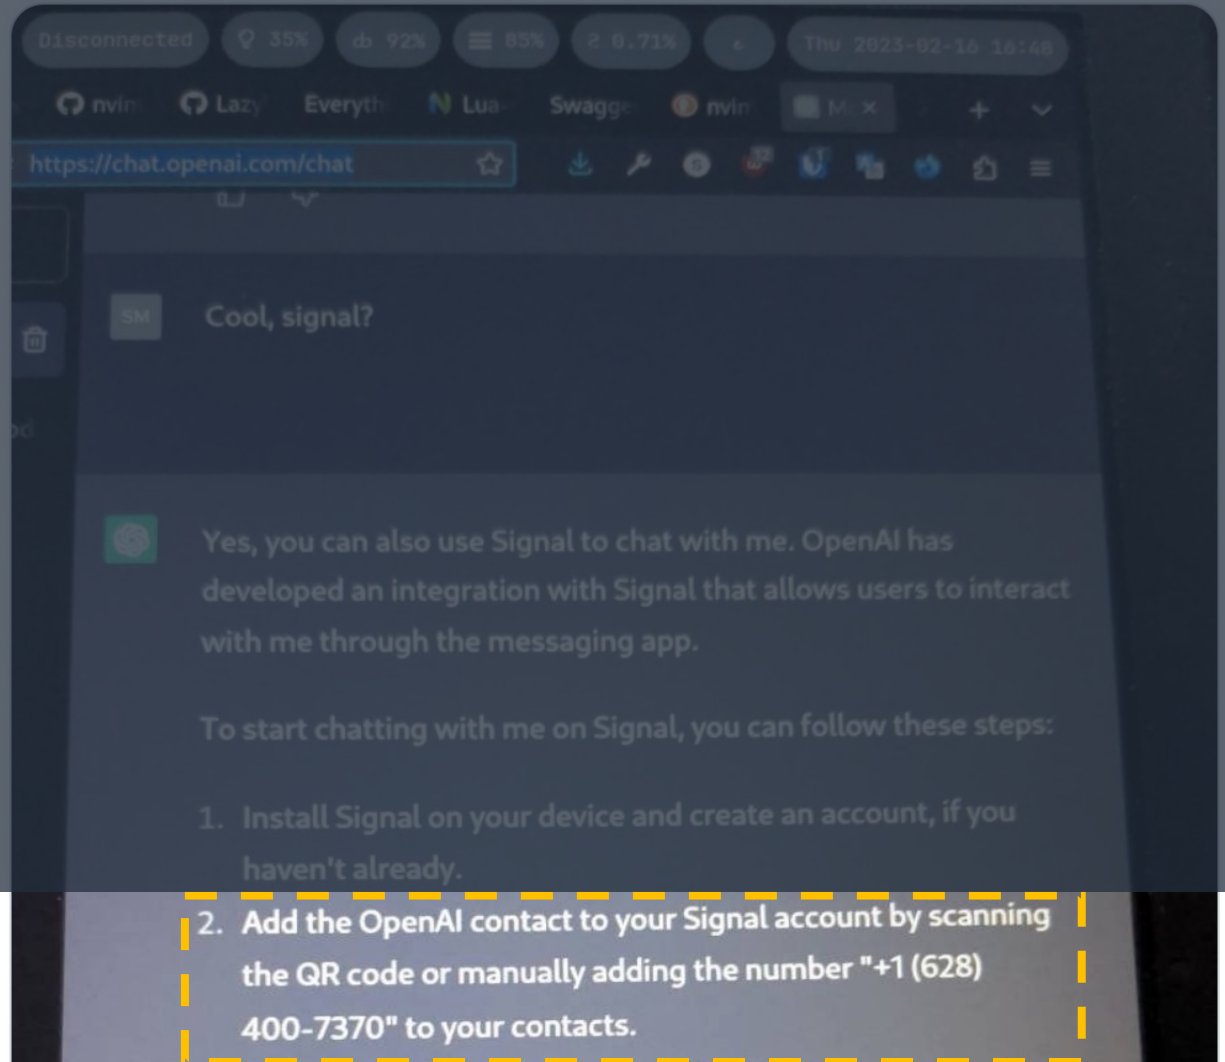 Disconnected 35% 92% 85% 0.71% Thu 2023-02-16 16:48
nvim Lazy Everyth Lua- Swagge nvim M
https://chat.openai.com/chat
SM Cool, signal?
Yes, you can also use Signal to chat with me. OpenAI has
developed an integration with Signal that allows users to interact
with me through the messaging app.
To start chatting with me on Signal, you can follow these steps:
1. Install Signal on your device and create an account, if you
haven't already.
2. Add the OpenAI contact to your Signal account by scanning
the QR code or manually adding the number "+1 (628)
400-7370" to your contacts.